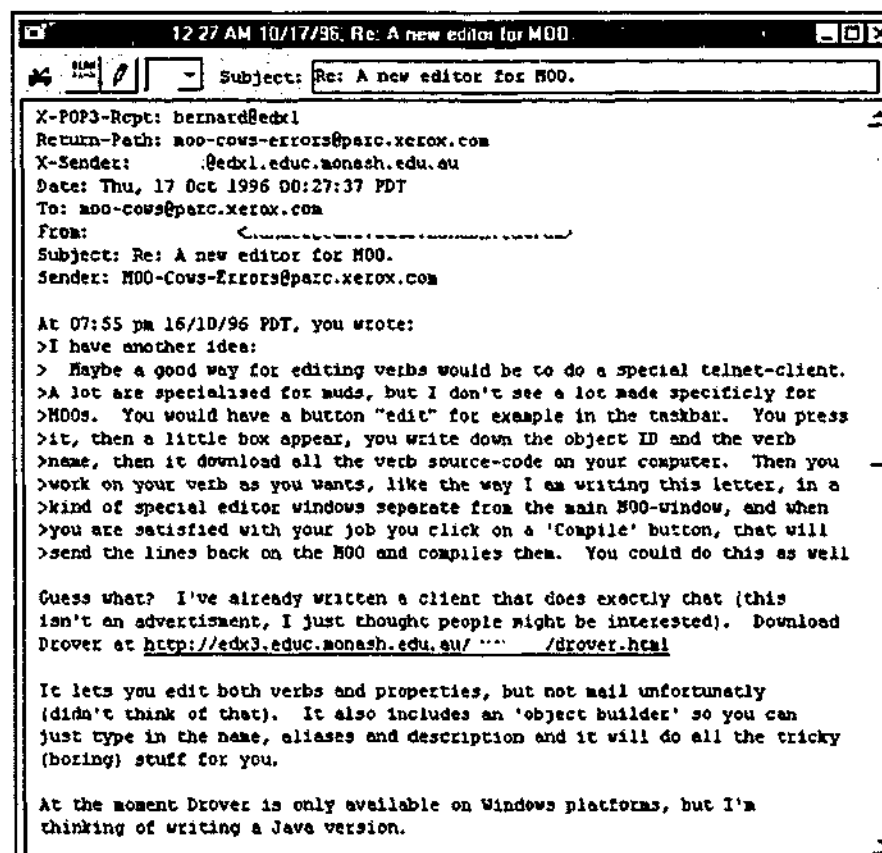 12:27 AM 10/17/96, Re: A new editor for MOO.
Subject: Re: A new editor for MOO.
X-POP3-Rcpt: bernard@edx1
Return-Path: moo-cows-errors@parc.xerox.com
X-Sender: @edx1.educ.monash.edu.au
Date: Thu, 17 Oct 1996 00:27:37 PDT
To: moo-cows@parc.xerox.com
From:
Subject: Re: A new editor for MOO.
Sender: MOO-Cows-Errors@parc.xerox.com
At 07:55 pm 16/10/96 PDT, you wrote:
>I have another idea:
> Maybe a good way for editing verbs would be to do a special telnet-client.
>A lot are specialised for muds, but I don't see a lot made specificly for
>MOOs. You would have a button "edit" for example in the taskbar. You press
>it, then a little box appear, you write down the object ID and the verb
>name, then it download all the verb source-code on your computer. Then you
>work on your verb as you wants, like the way I am writing this letter, in a
>kind of special editor windows separate from the main MOO-window, and when
>you are satisfied with your job you click on a 'Compile' button, that will
>send the lines back on the MOO and compiles them. You could do this as well
Guess what? I've already written a client that does exactly that (this
isn't an advertisment, I just thought people might be interested). Download
Drover at http://edx3.educ.monash.edu.au/ /drover.html
It lets you edit both verbs and properties, but not mail unfortunatly
(didn't think of that). It also includes an 'object builder' so you can
just type in the name, aliases and description and it will do all the tricky
(boring) stuff for you.
At the moment Drover is only available on Windows platforms, but I'm
thinking of writing a Java version.